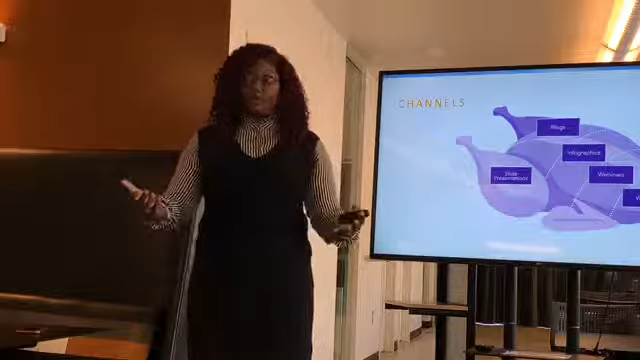 CHANNELS
Blogs
Infographics
Webinars
Slide
Presentations